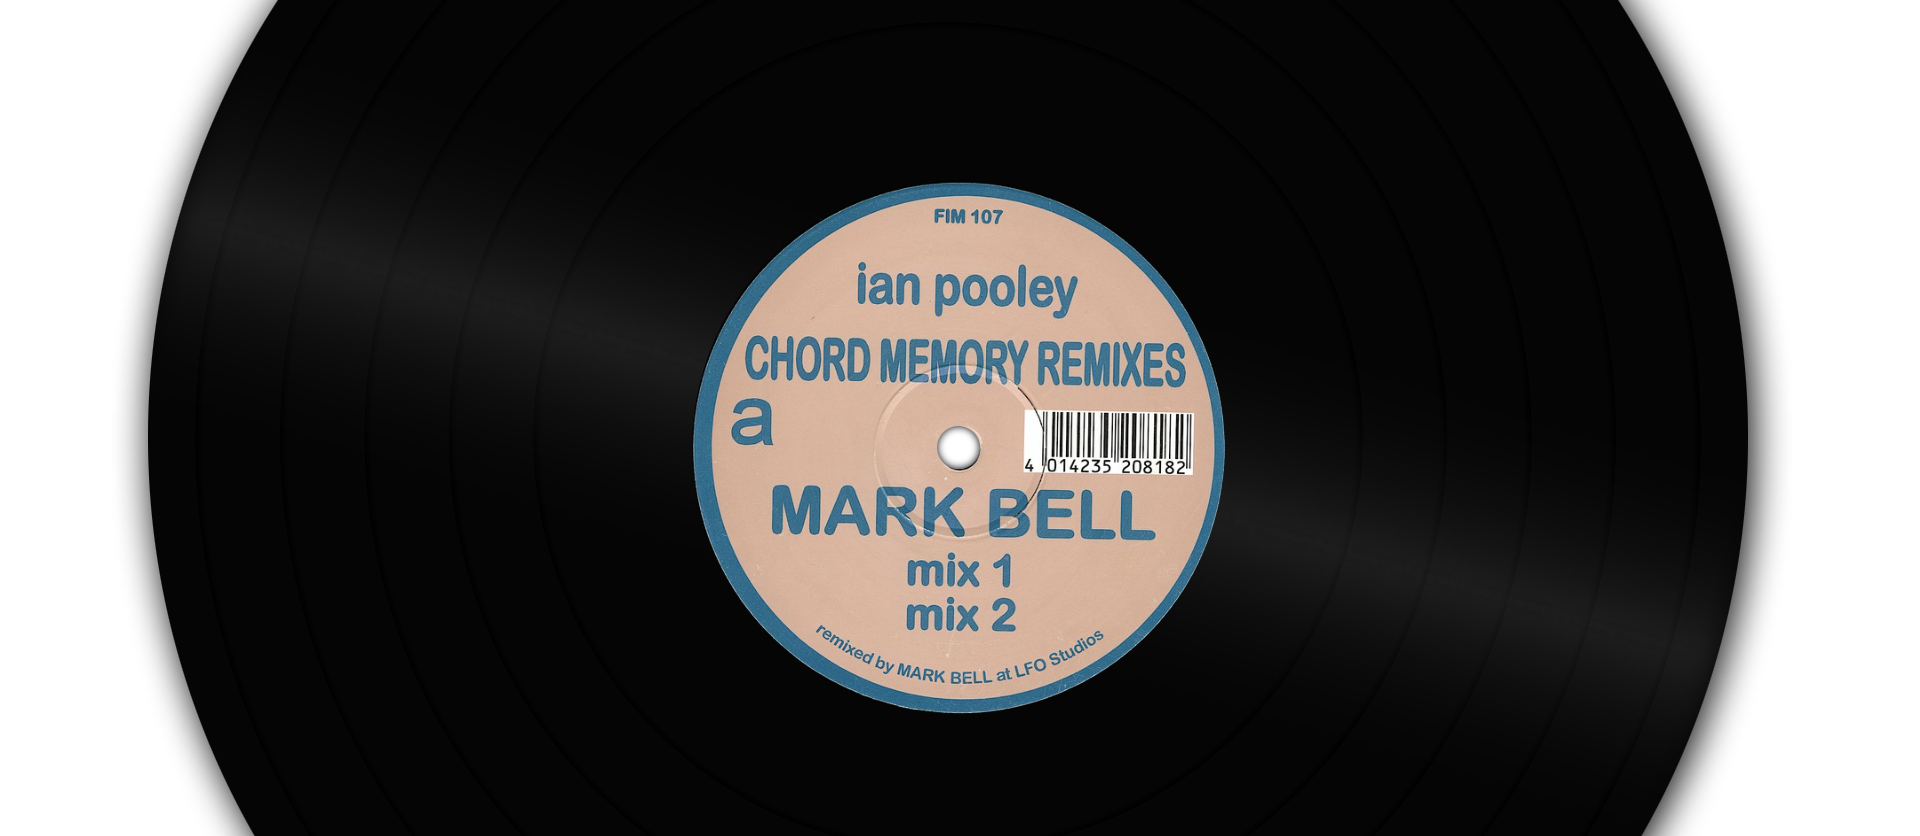 FIM 107
ian pooley
CHORD MEMORY REMIXES
a
4 014235 208182
MARK BELL
mix 1
mix 2
remixed by MARK BELL at LFO Studios